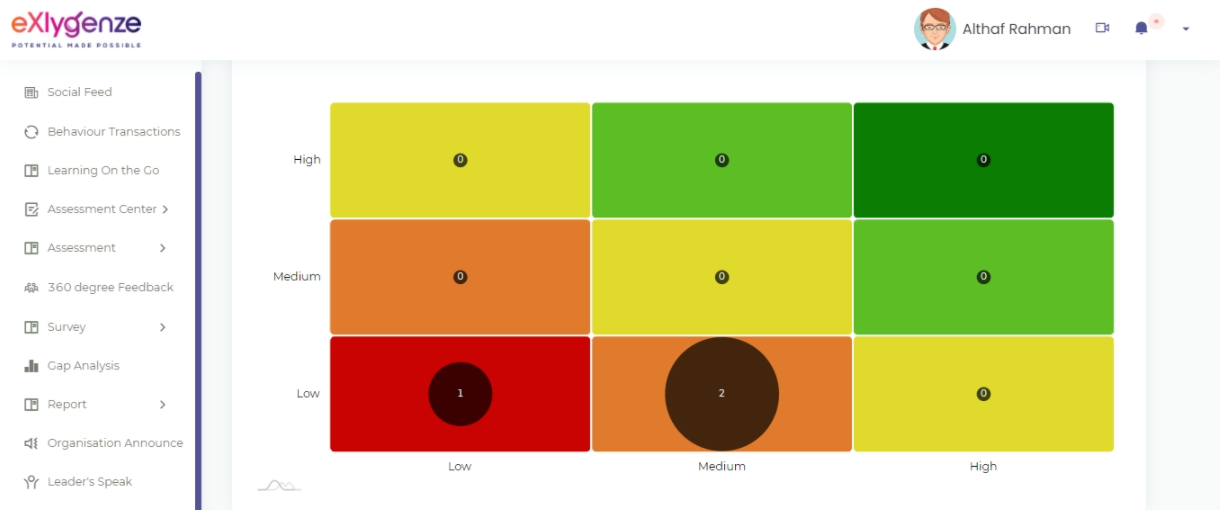 eXlygenze
POTENTIAL MADE POSSIBLE
Althaf Rahman
Social Feed
Behaviour Transactions
Learning On the Go
Assessment Center
Assessment
360 degree Feedback
Survey
Gap Analysis
Report
Organisation Announce
Leader's Speak
High
0
0
0
Medium
0
0
0
Low
1
2
0
Low
Medium
High